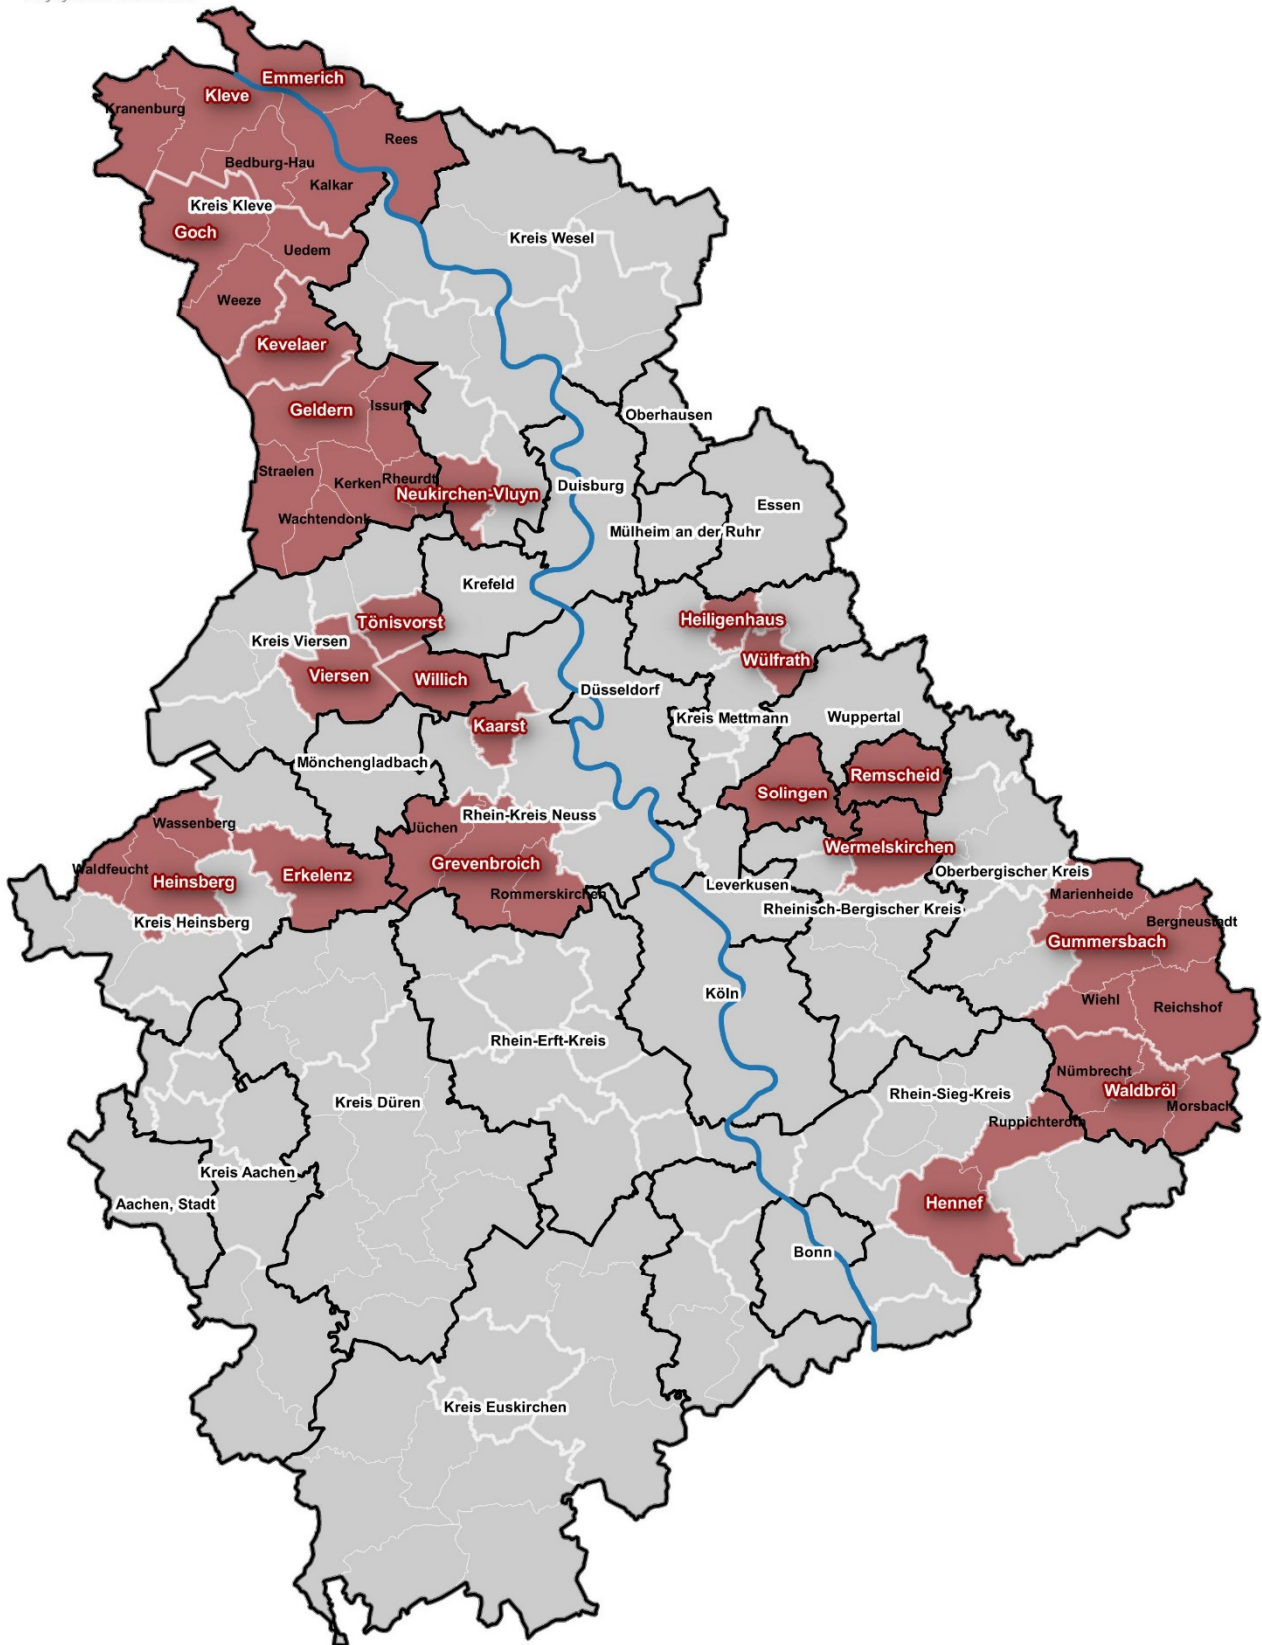 Emmerich
Kleve
Kranenburg
Rees
Bedburg-Hau
Kalkar
Kreis Kleve
Goch
Kreis Wesel
Uedem
Weeze
Kevelaer
Geldern
Issum
Oberhausen
Straelen
Kerken
Rheurdt
Neukirchen-Vluyn
Duisburg
Essen
Wachtendonk
Mülheim an der Ruhr
Krefeld
Tönisvorst
Heiligenhaus
Kreis Viersen
Wülfrath
Viersen
Willich
Düsseldorf
Kaarst
Kreis Mettmann
Wuppertal
Mönchengladbach
Remscheid
Solingen
Rhein-Kreis Neuss
Wassenberg
Jüchen
Wermelskirchen
Grevenbroich
Waldfeucht
Heinsberg
Erkelenz
Oberbergischer Kreis
Leverkusen
Rommerskirchen
Marienheide
Rheinisch-Bergischer Kreis
Kreis Heinsberg
Bergneustadt
Gummersbach
Köln
Wiehl
Reichshof
Rhein-Erft-Kreis
Nümbrecht
Waldbröl
Rhein-Sieg-Kreis
Kreis Düren
Morsbach
Ruppichteroth
Kreis Aachen
Aachen, Stadt
Hennef
Bonn
Kreis Euskirchen